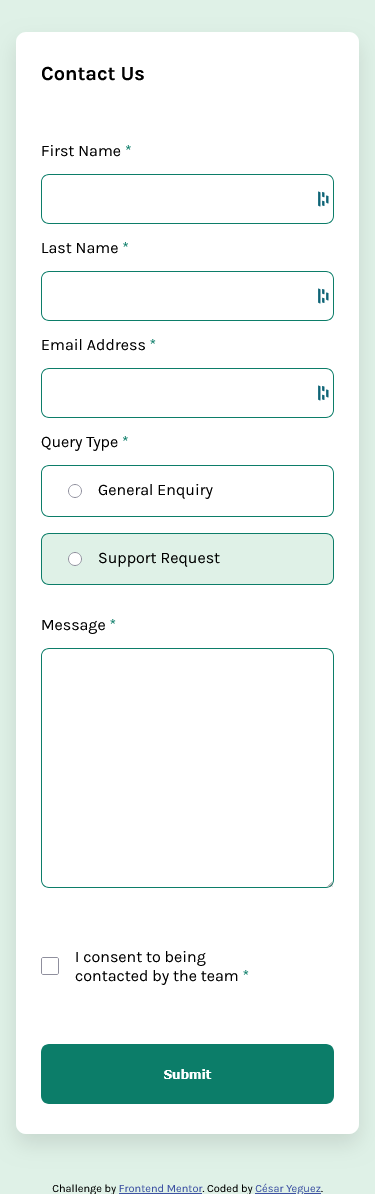 Contact Us
First Name *
Last Name *
Email Address *
Query Type *
General Enquiry
Support Request
Message *
I consent to being
contacted by the team *
Submit
Challenge by Frontend Mentor. Coded by César Yeguez.